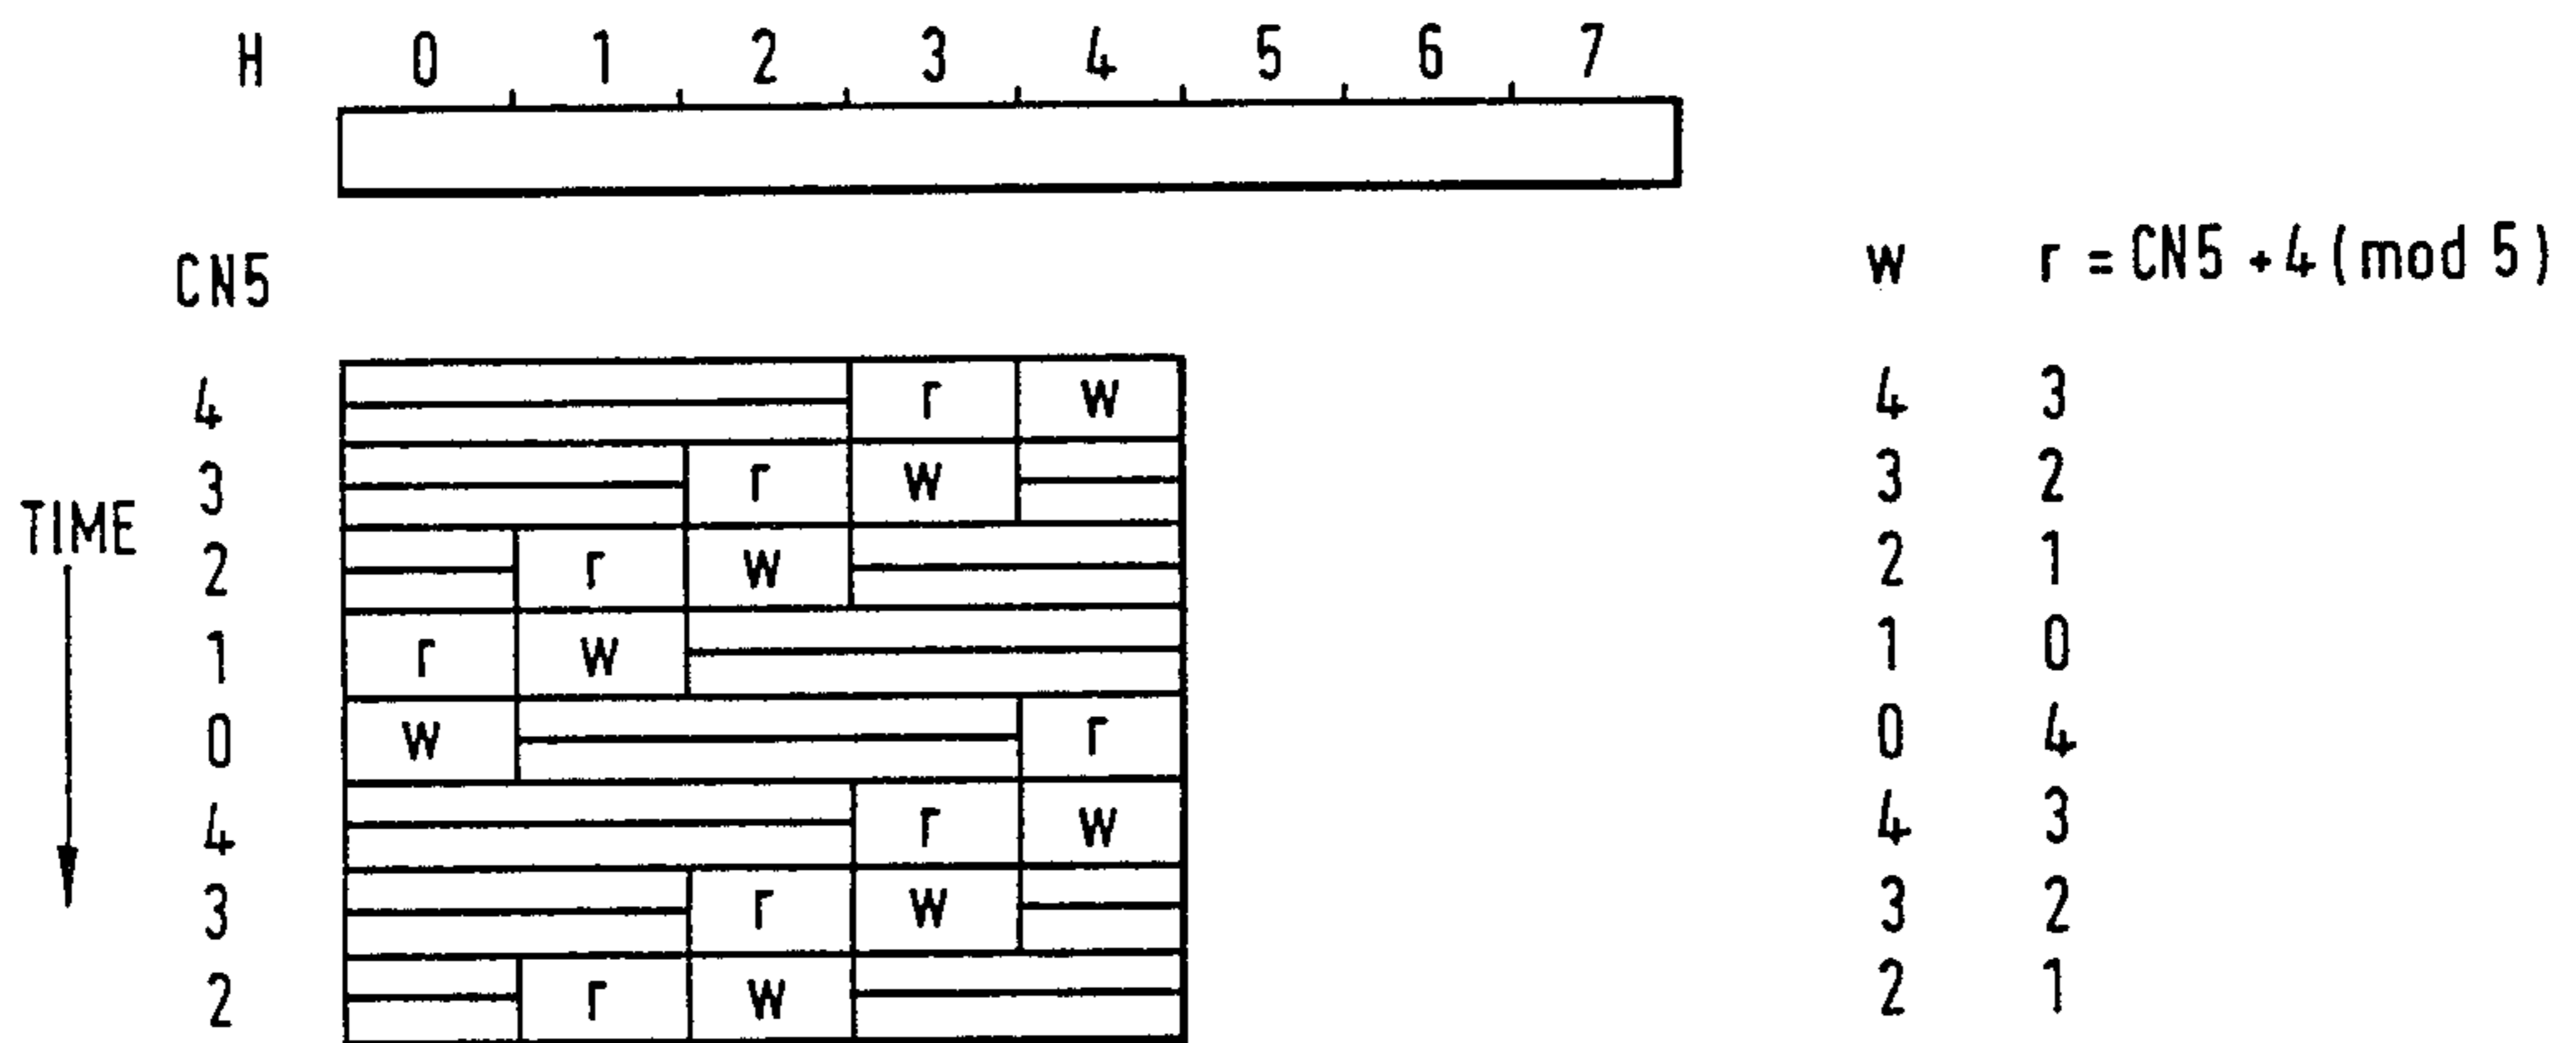 H 0 1 2 3 4 5 6 7
CN5 w r = CN5 + 4 (mod 5)
4 r w 4 3
3 r w 3 2
TIME
2 r w 2 1
1 r w 1 0
0 w r 0 4
4 r w 4 3
3 r w 3 2
2 r w 2 1